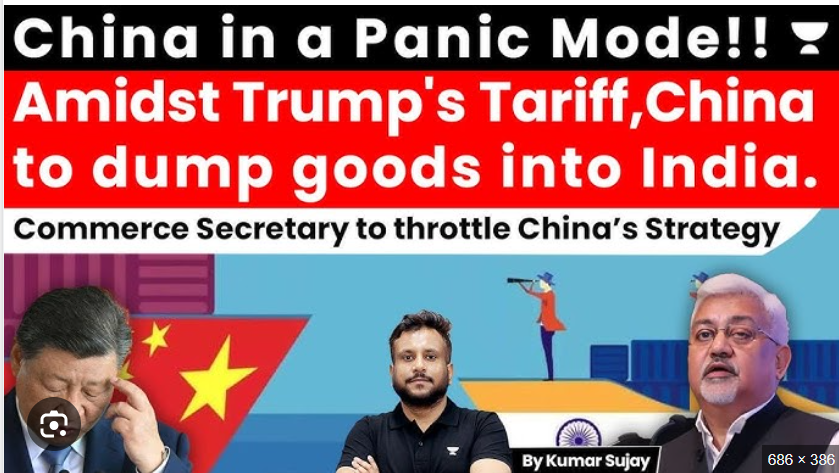 China in a Panic Mode!!
Amidst Trump's Tariff,China
to dump goods into India.
Commerce Secretary to throttle China's Strategy
By Kumar Sujay
686 × 386